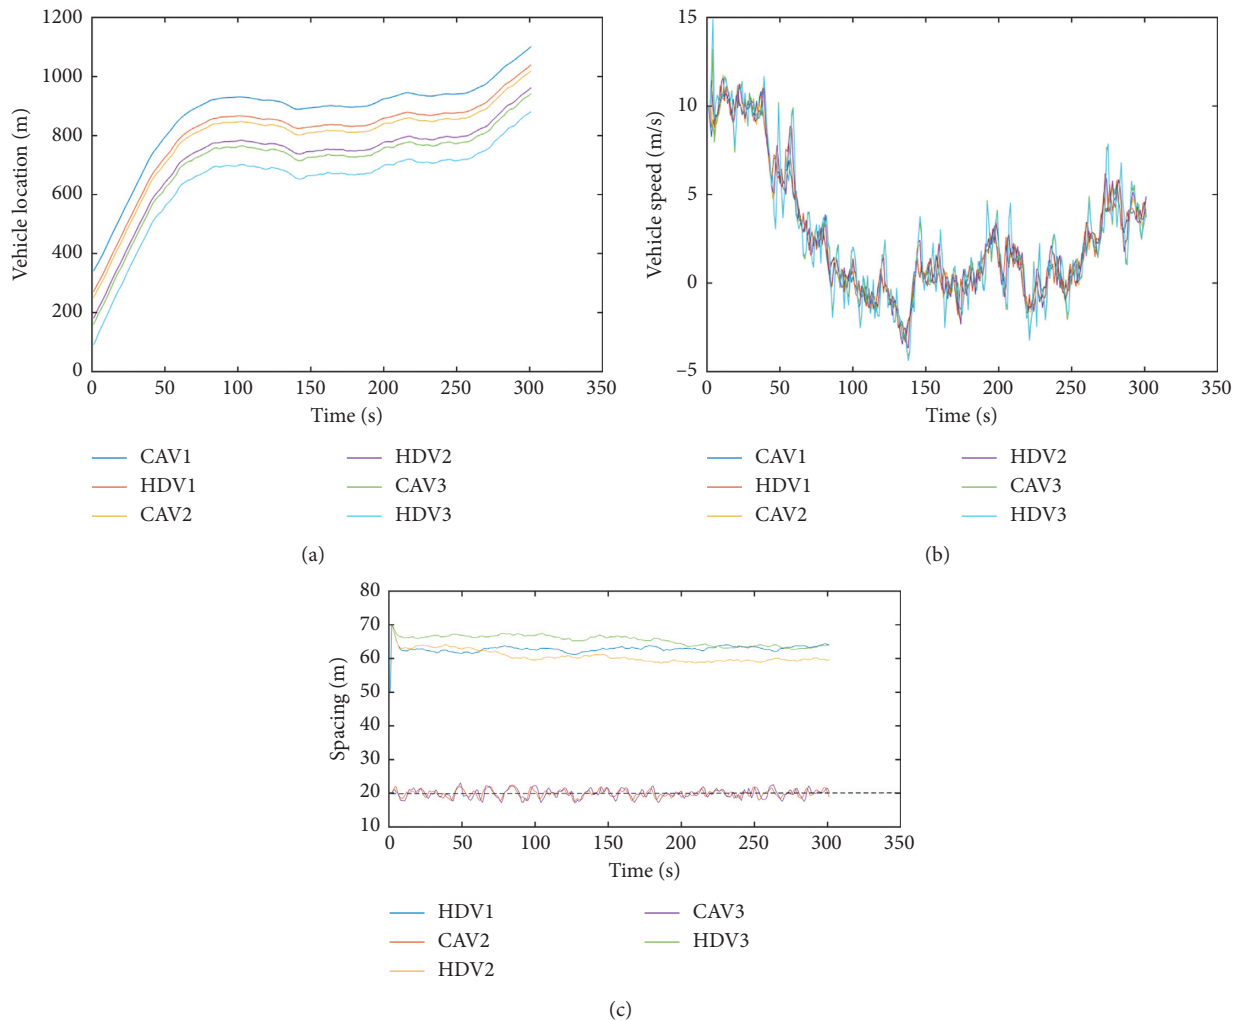 1200
1000
800
600
400
200
0
Vehicle location (m)
0 50 100 150 200 250 300 350
Time (s)
CAV1 HDV2
HDV1 CAV3
CAV2 HDV3
(a)
15
10
5
0
−5
Vehicle speed (m/s)
0 50 100 150 200 250 300 350
Time (s)
CAV1 HDV2
HDV1 CAV3
CAV2 HDV3
(b)
80
70
60
50
40
30
20
10
Spacing (m)
0 50 100 150 200 250 300 350
Time (s)
HDV1 CAV3
CAV2 HDV3
HDV2
(c)